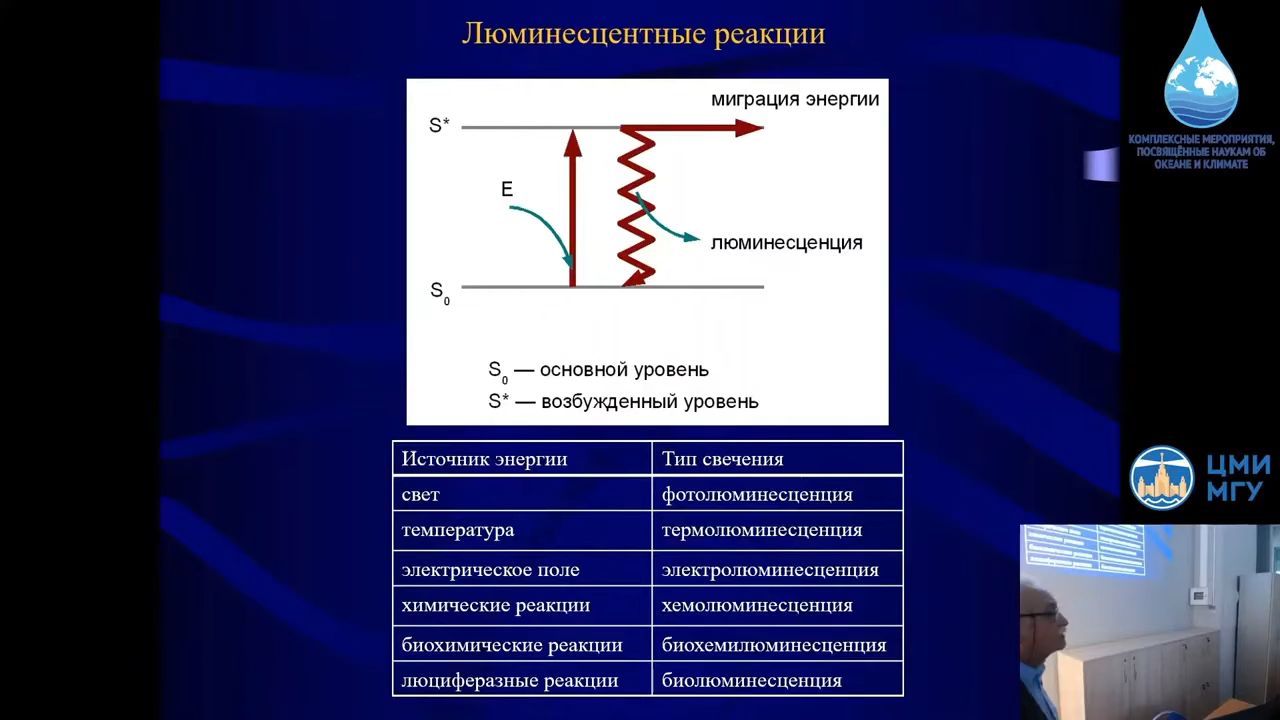 Люминесцентные реакции
миграция энергии
S*
E
люминесценция
S0
S0 — основной уровень
S* — возбужденный уровень
Источник энергии Тип свечения
свет фотолюминесценция
температура термолюминесценция
электрическое поле электролюминесценция
химические реакции хемолюминесценция
биохимические реакции биохемилюминесценция
люциферазные реакции биолюминесценция
КОМПЛЕКСНЫЕ МЕРОПРИЯТИЯ,
ПОСВЯЩЁННЫЕ НАУКАМ ОБ
ОКЕАНЕ И КЛИМАТЕ
ЦМИ
МГУ